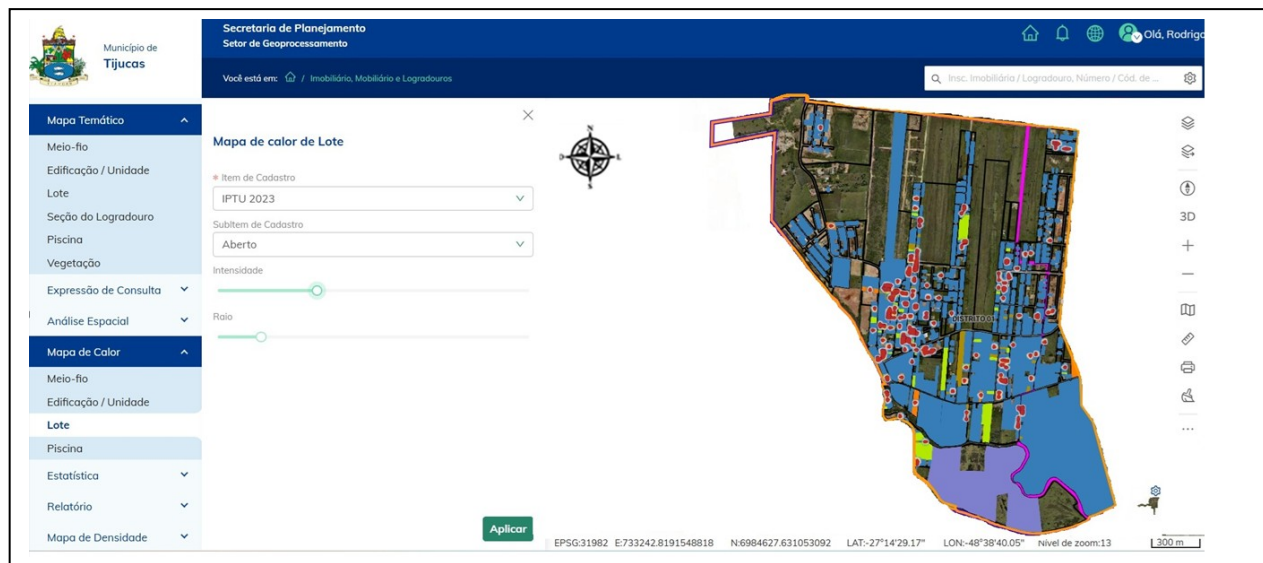 Município de
Tijucas
Secretaria de Planejamento
Setor de Geoprocessamento
Olá, Rodrigo
Você está em: / Imobiliário, Mobiliário e Logradouros
Insc. Imobiliária / Logradouro, Número / Cód. de ...
Mapa Temático
Meio-fio
Edificação / Unidade
Lote
Seção do Logradouro
Piscina
Vegetação
Expressão de Consulta
Análise Espacial
Mapa de Calor
Meio-fio
Edificação / Unidade
Lote
Piscina
Estatística
Relatório
Mapa de Densidade
Mapa de calor de Lote
* Item de Cadastro
IPTU 2023
SubItem de Cadastro
Aberto
Intensidade
Raio
Aplicar
N
L
S
DISTRITO 01
3D
EPSG:31982 E:733242.8191548818 N:6984627.631053092 LAT:-27°14'29.17" LON:-48°38'40.05" Nível de zoom:13 300 m